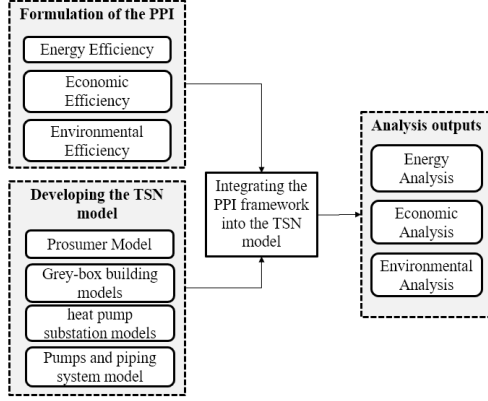 Formulation of the PPI
Energy Efficiency
Economic
Efficiency
Environmental
Efficiency
Developing the TSN
model
Prosumer Model
Grey-box building
models
heat pump
substation models
Pumps and piping
system model
Integrating the
PPI framework
into the TSN
model
Analysis outputs
Energy
Analysis
Economic
Analysis
Environmental
Analysis